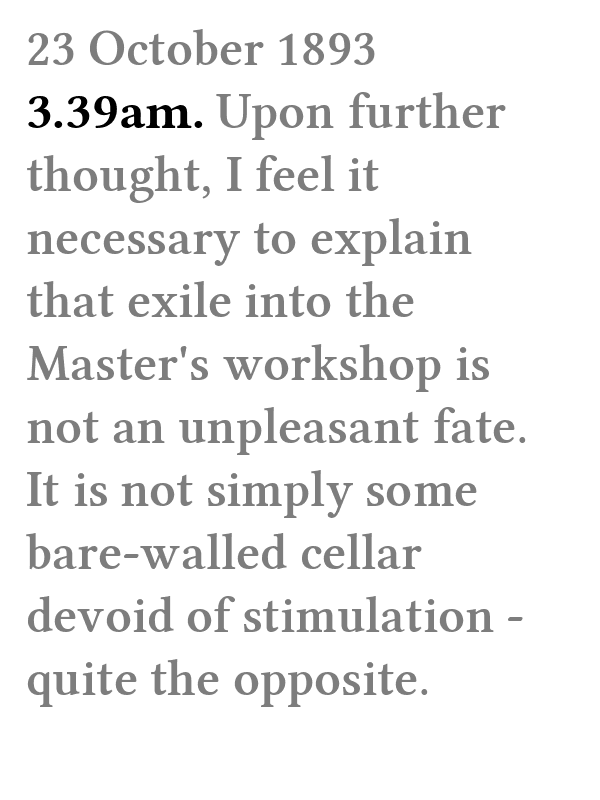 23 October 1893
3.39am. Upon further
thought, I feel it
necessary to explain
that exile into the
Master's workshop is
not an unpleasant fate.
It is not simply some
bare-walled cellar
devoid of stimulation -
quite the opposite.